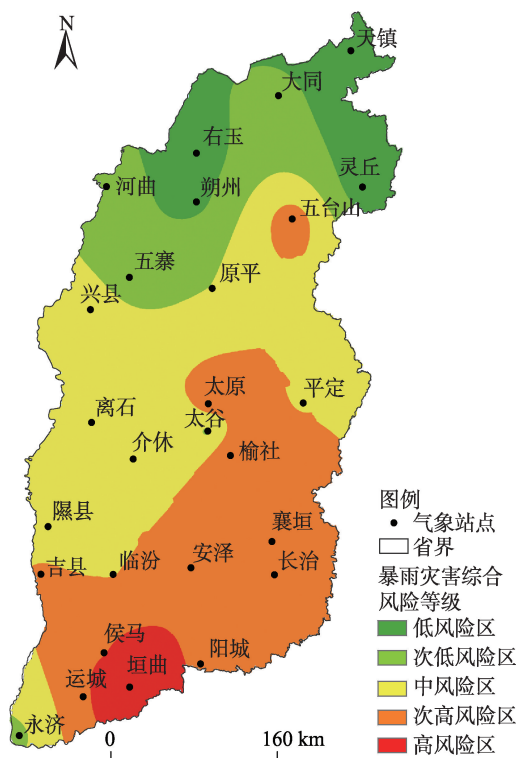 N
天镇
大同
右玉
灵丘
河曲
朔州
五台山
五寨
原平
兴县
太原
平定
离石
太谷
介休
榆社
隰县
襄垣
吉县
临汾
安泽
长治
侯马
阳城
垣曲
运城
永济
0 160 km
图例
气象站点
省界
暴雨灾害综合
风险等级
低风险区
次低风险区
中风险区
次高风险区
高风险区